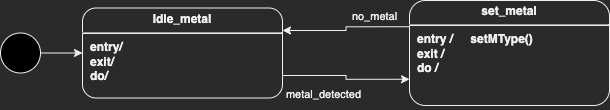 Idle_metal
entry/
exit/
do/
no_metal
metal_detected
set_metal
entry / setMType()
exit /
do /